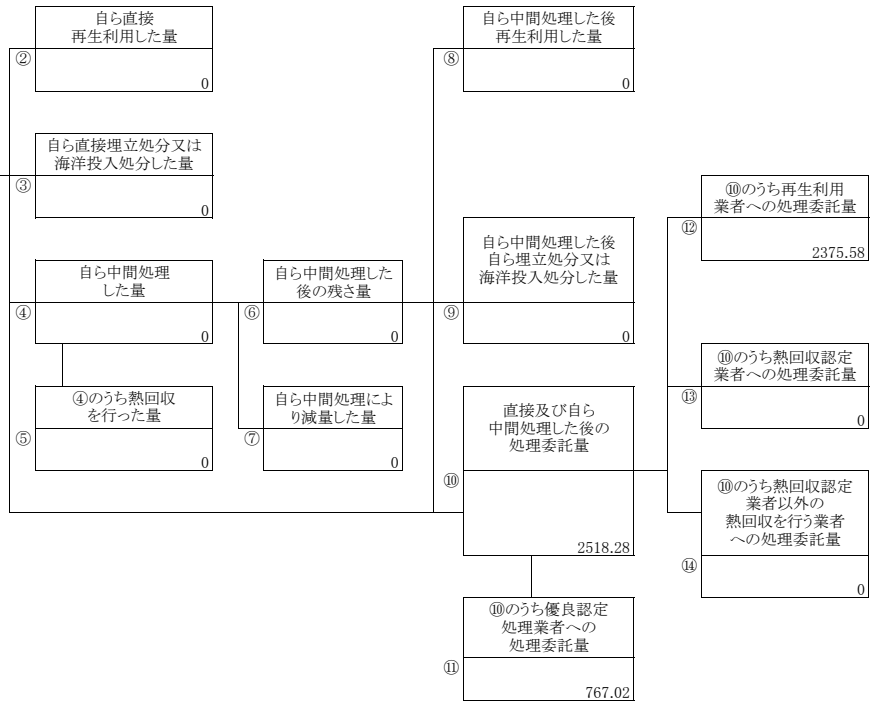 自ら直接
再生利用した量
②
0
自ら直接埋立処分又は
海洋投入処分した量
③
0
自ら中間処理
した量
④
0
④のうち熱回収
を行った量
⑤
0
自ら中間処理した
後の残さ量
⑥
0
自ら中間処理によ
り減量した量
⑦
0
自ら中間処理した後
再生利用した量
⑧
0
自ら中間処理した後
自ら埋立処分又は
海洋投入処分した量
⑨
0
直接及び自ら
中間処理した後の
処理委託量
⑩
2518.28
⑩のうち優良認定
処理業者への
処理委託量
⑪
767.02
⑩のうち再生利用
業者への処理委託量
⑫
2375.58
⑩のうち熱回収認定
業者への処理委託量
⑬
0
⑩のうち熱回収認定
業者以外の
熱回収を行う業者
への処理委託量
⑭
0